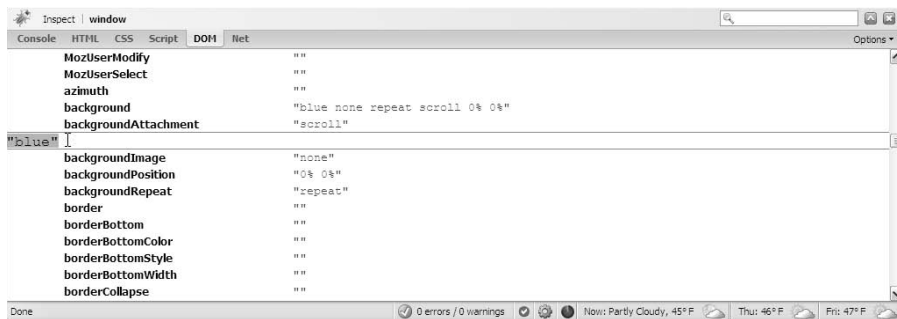 Inspect | window
Console HTML CSS Script DOM Net Options
MozUserModify ""
MozUserSelect ""
azimuth ""
background "blue none repeat scroll 0% 0%"
backgroundAttachment "scroll"
"blue"
backgroundImage "none"
backgroundPosition "0% 0%"
backgroundRepeat "repeat"
border ""
borderBottom ""
borderBottomColor ""
borderBottomStyle ""
borderBottomWidth ""
borderCollapse ""
Done 0 errors / 0 warnings Now: Partly Cloudy, 45° F Thu: 46° F Fri: 47° F